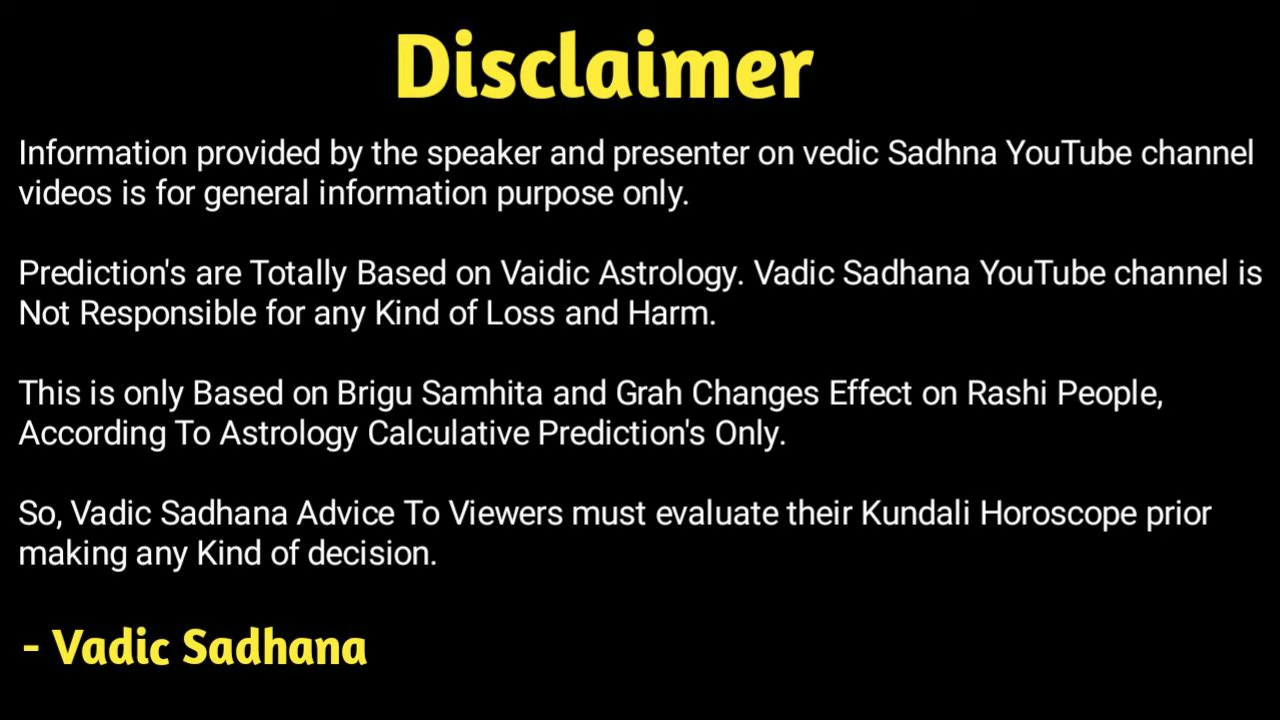 Disclaimer
Information provided by the speaker and presenter on vedic Sadhna YouTube channel
videos is for general information purpose only.
Prediction's are Totally Based on Vaidic Astrology. Vadic Sadhana YouTube channel is
Not Responsible for any Kind of Loss and Harm.
This is only Based on Brigu Samhita and Grah Changes Effect on Rashi People,
According To Astrology Calculative Prediction's Only.
So, Vadic Sadhana Advice To Viewers must evaluate their Kundali Horoscope prior
making any Kind of decision.
- Vadic Sadhana